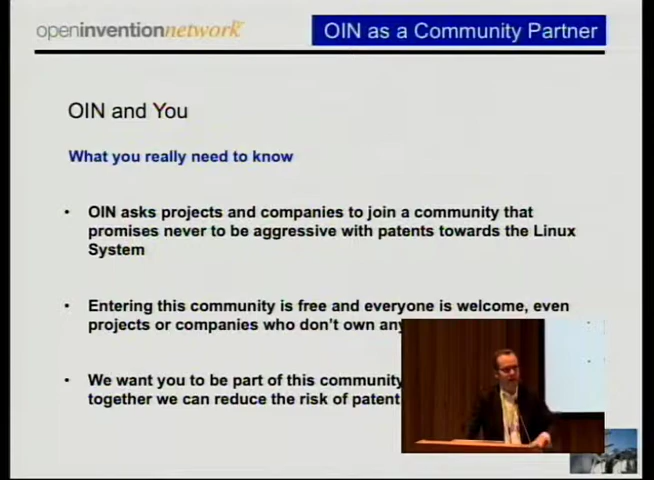 openinventionnetwork
OIN as a Community Partner
OIN and You
What you really need to know
• OIN asks projects and companies to join a community that
promises never to be aggressive with patents towards the Linux
System
• Entering this community is free and everyone is welcome, even
projects or companies who don't own any
• We want you to be part of this community
together we can reduce the risk of patent